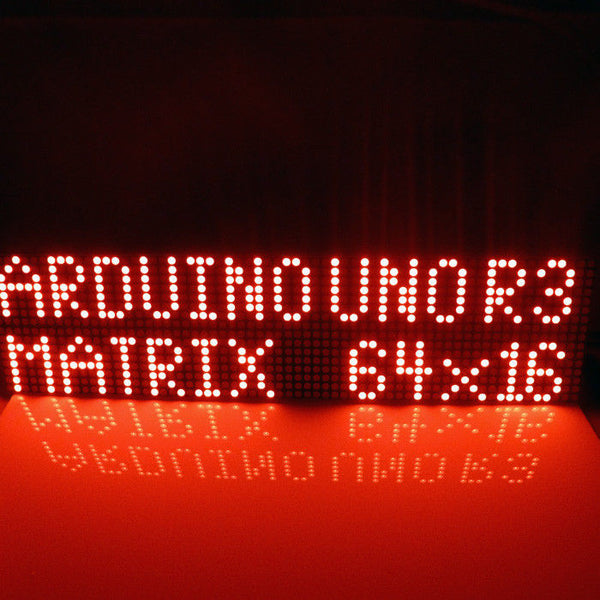 ARDUINO UNO R3
MATRIX 64x16